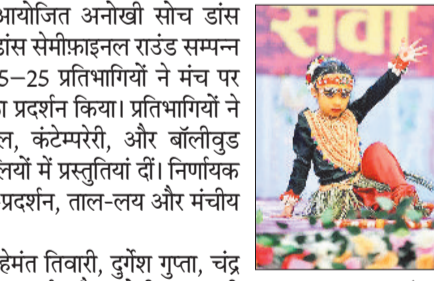 आयोजित अनोखी सोच डांस
डांस सेमीफ़ाइनल राउंड सम्पन्न
5–25 प्रतिभागियों ने मंच पर
प्रदर्शन किया। प्रतिभागियों ने
कंटेम्परेरी, और बॉलीवुड
में प्रस्तुतियां दीं। निर्णायक
प्रदर्शन, ताल-लय और मंचीय
हेमंत तिवारी, दुर्गेश गुप्ता, चंद्र
सेवा